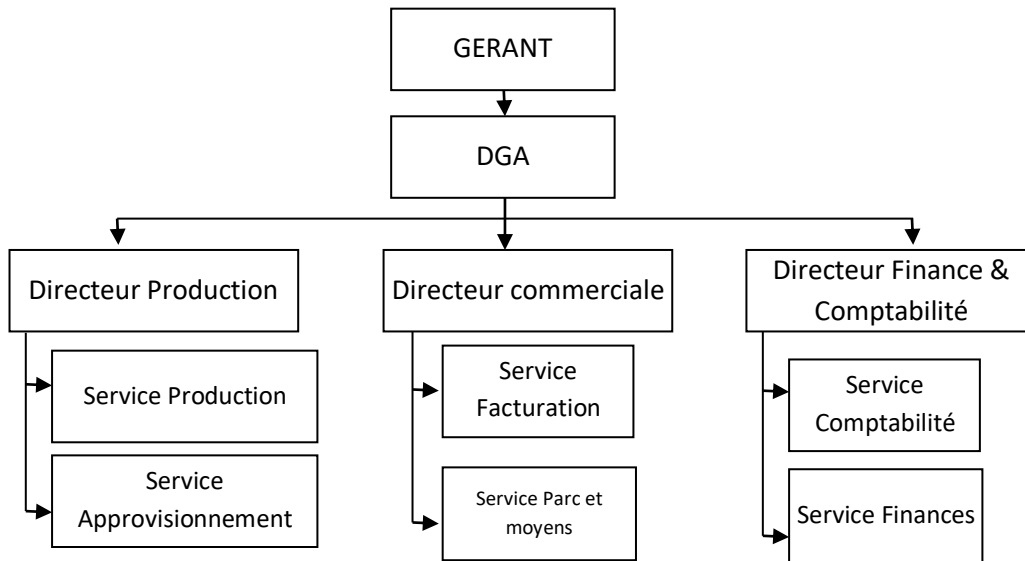 GERANT
DGA
Directeur Production
Directeur commerciale
Directeur Finance &
Comptabilité
Service Production
Service
Facturation
Service
Comptabilité
Service
Approvisionnement
Service Parc et
moyens
Service Finances